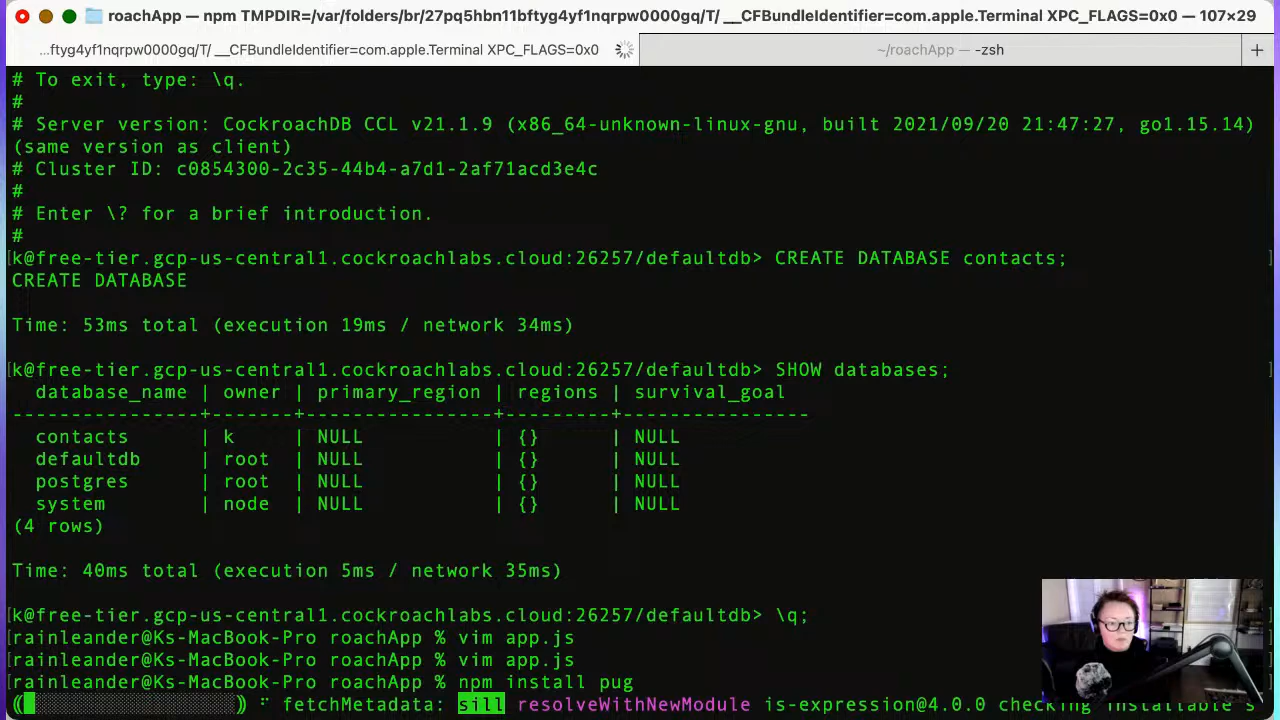 roachApp — npm TMPDIR=/var/folders/br/27pq5hbn11bftyg4yf1nqrpw0000gq/T/ __CFBundleIdentifier=com.apple.Terminal XPC_FLAGS=0x0 — 107×29
...ftyg4yf1nqrpw0000gq/T/ __CFBundleIdentifier=com.apple.Terminal XPC_FLAGS=0x0
~/roachApp — -zsh
+
# To exit, type: \q.
#
# Server version: CockroachDB CCL v21.1.9 (x86_64-unknown-linux-gnu, built 2021/09/20 21:47:27, go1.15.14)
(same version as client)
# Cluster ID: c0854300-2c35-44b4-a7d1-2af71acd3e4c
#
# Enter \? for a brief introduction.
#
[k@free-tier.gcp-us-central1.cockroachlabs.cloud:26257/defaultdb> CREATE DATABASE contacts; ]
CREATE DATABASE
Time: 53ms total (execution 19ms / network 34ms)
[k@free-tier.gcp-us-central1.cockroachlabs.cloud:26257/defaultdb> SHOW databases; ]
database_name | owner | primary_region | regions | survival_goal
----------------+-------+----------------+---------+----------------
contacts | k | NULL | {} | NULL
defaultdb | root | NULL | {} | NULL
postgres | root | NULL | {} | NULL
system | node | NULL | {} | NULL
(4 rows)
Time: 40ms total (execution 5ms / network 35ms)
[k@free-tier.gcp-us-central1.cockroachlabs.cloud:26257/defaultdb> \q;
[rainleander@Ks-MacBook-Pro roachApp % vim app.js
[rainleander@Ks-MacBook-Pro roachApp % vim app.js
[rainleander@Ks-MacBook-Pro roachApp % npm install pug
fetchMetadata: sill resolveWithNewModule is-expression@4.0.0 checking installable s